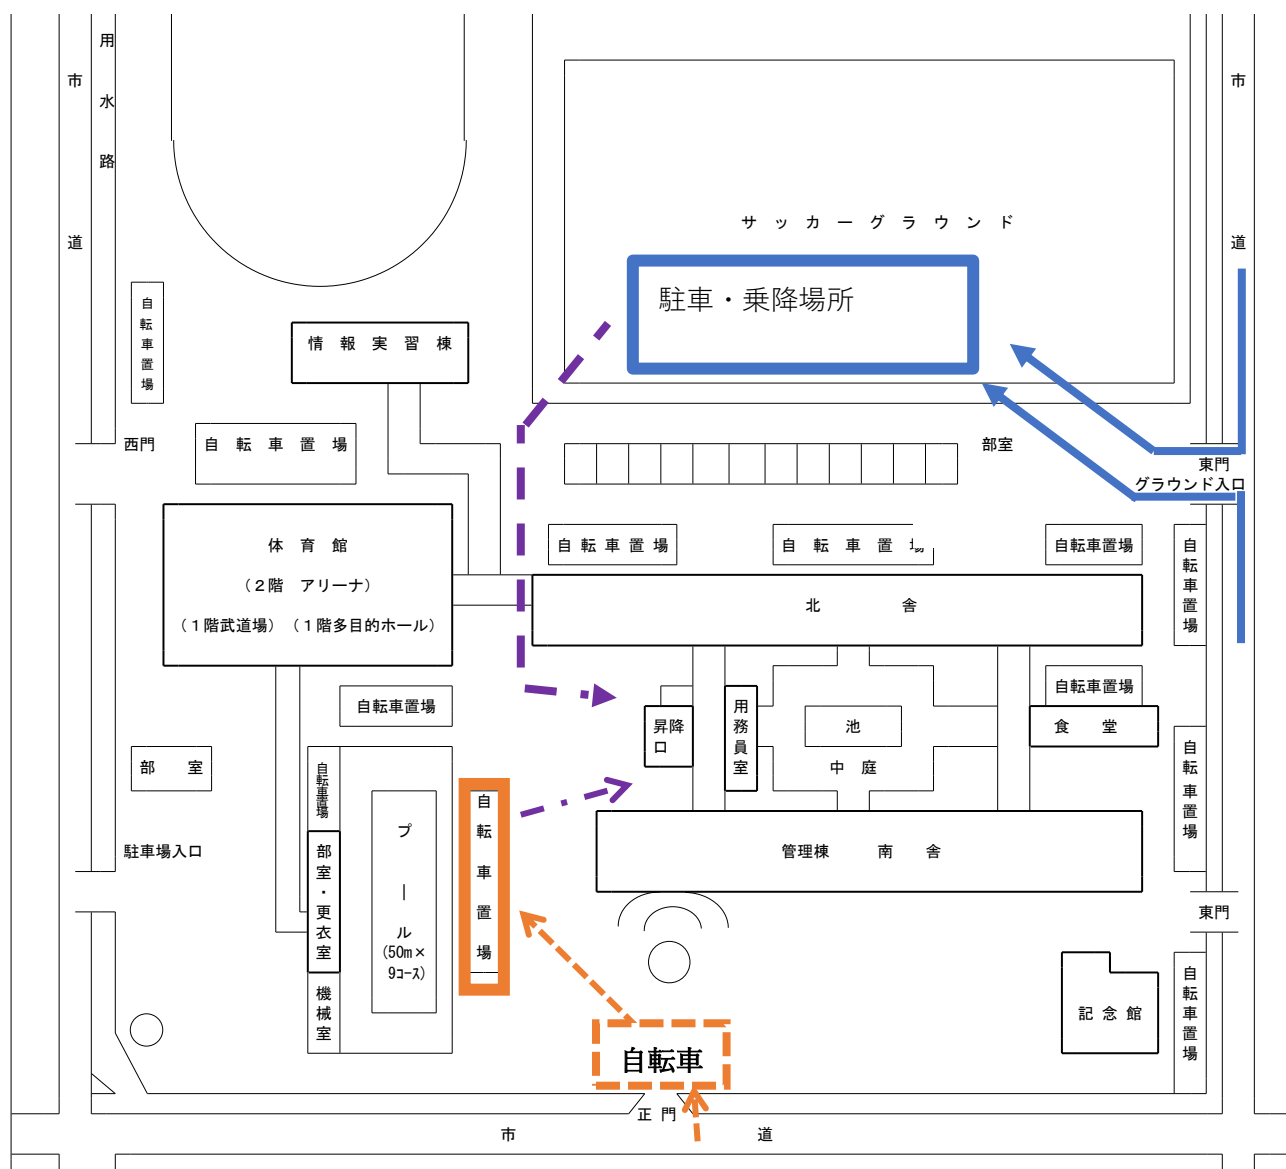 用水路
市道
市道
サッカーグラウンド
駐車・乗降場所
自転車置場
情報実習棟
西門
自転車置場
部室
東門
グラウンド入口
体育館
(2階 アリーナ)
(1階武道場)(1階多目的ホール)
自転車置場
自転車置場
自転車置場
自転車置場
北舎
自転車置場
自転車置場
昇降
口
用務員室
池
中庭
食堂
部室
自転車置場
プール
(50m×
9コース)
自転車置場
自転車置場
駐車場入口
部室・更衣室
管理棟 南舎
東門
機械室
記念館
自転車置場
自転車
正門
市道